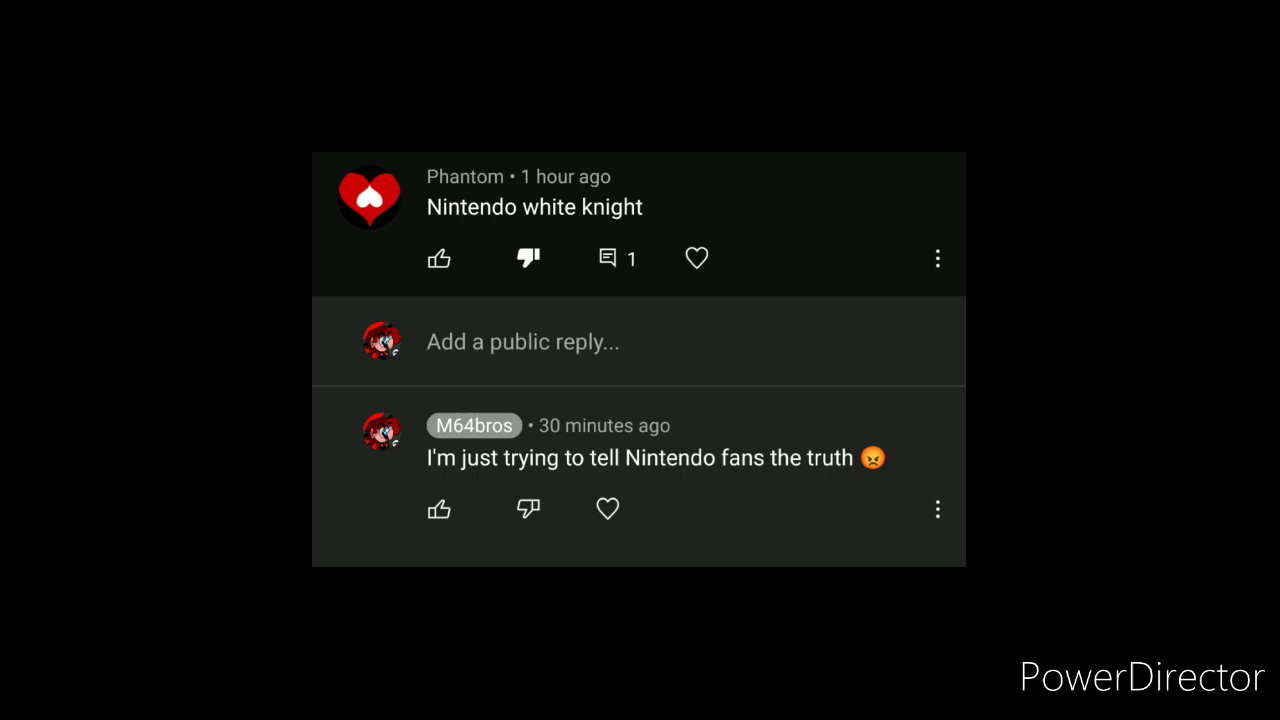 Phantom • 1 hour ago
Nintendo white knight
1
Add a public reply...
M64bros • 30 minutes ago
I'm just trying to tell Nintendo fans the truth 😡
PowerDirector